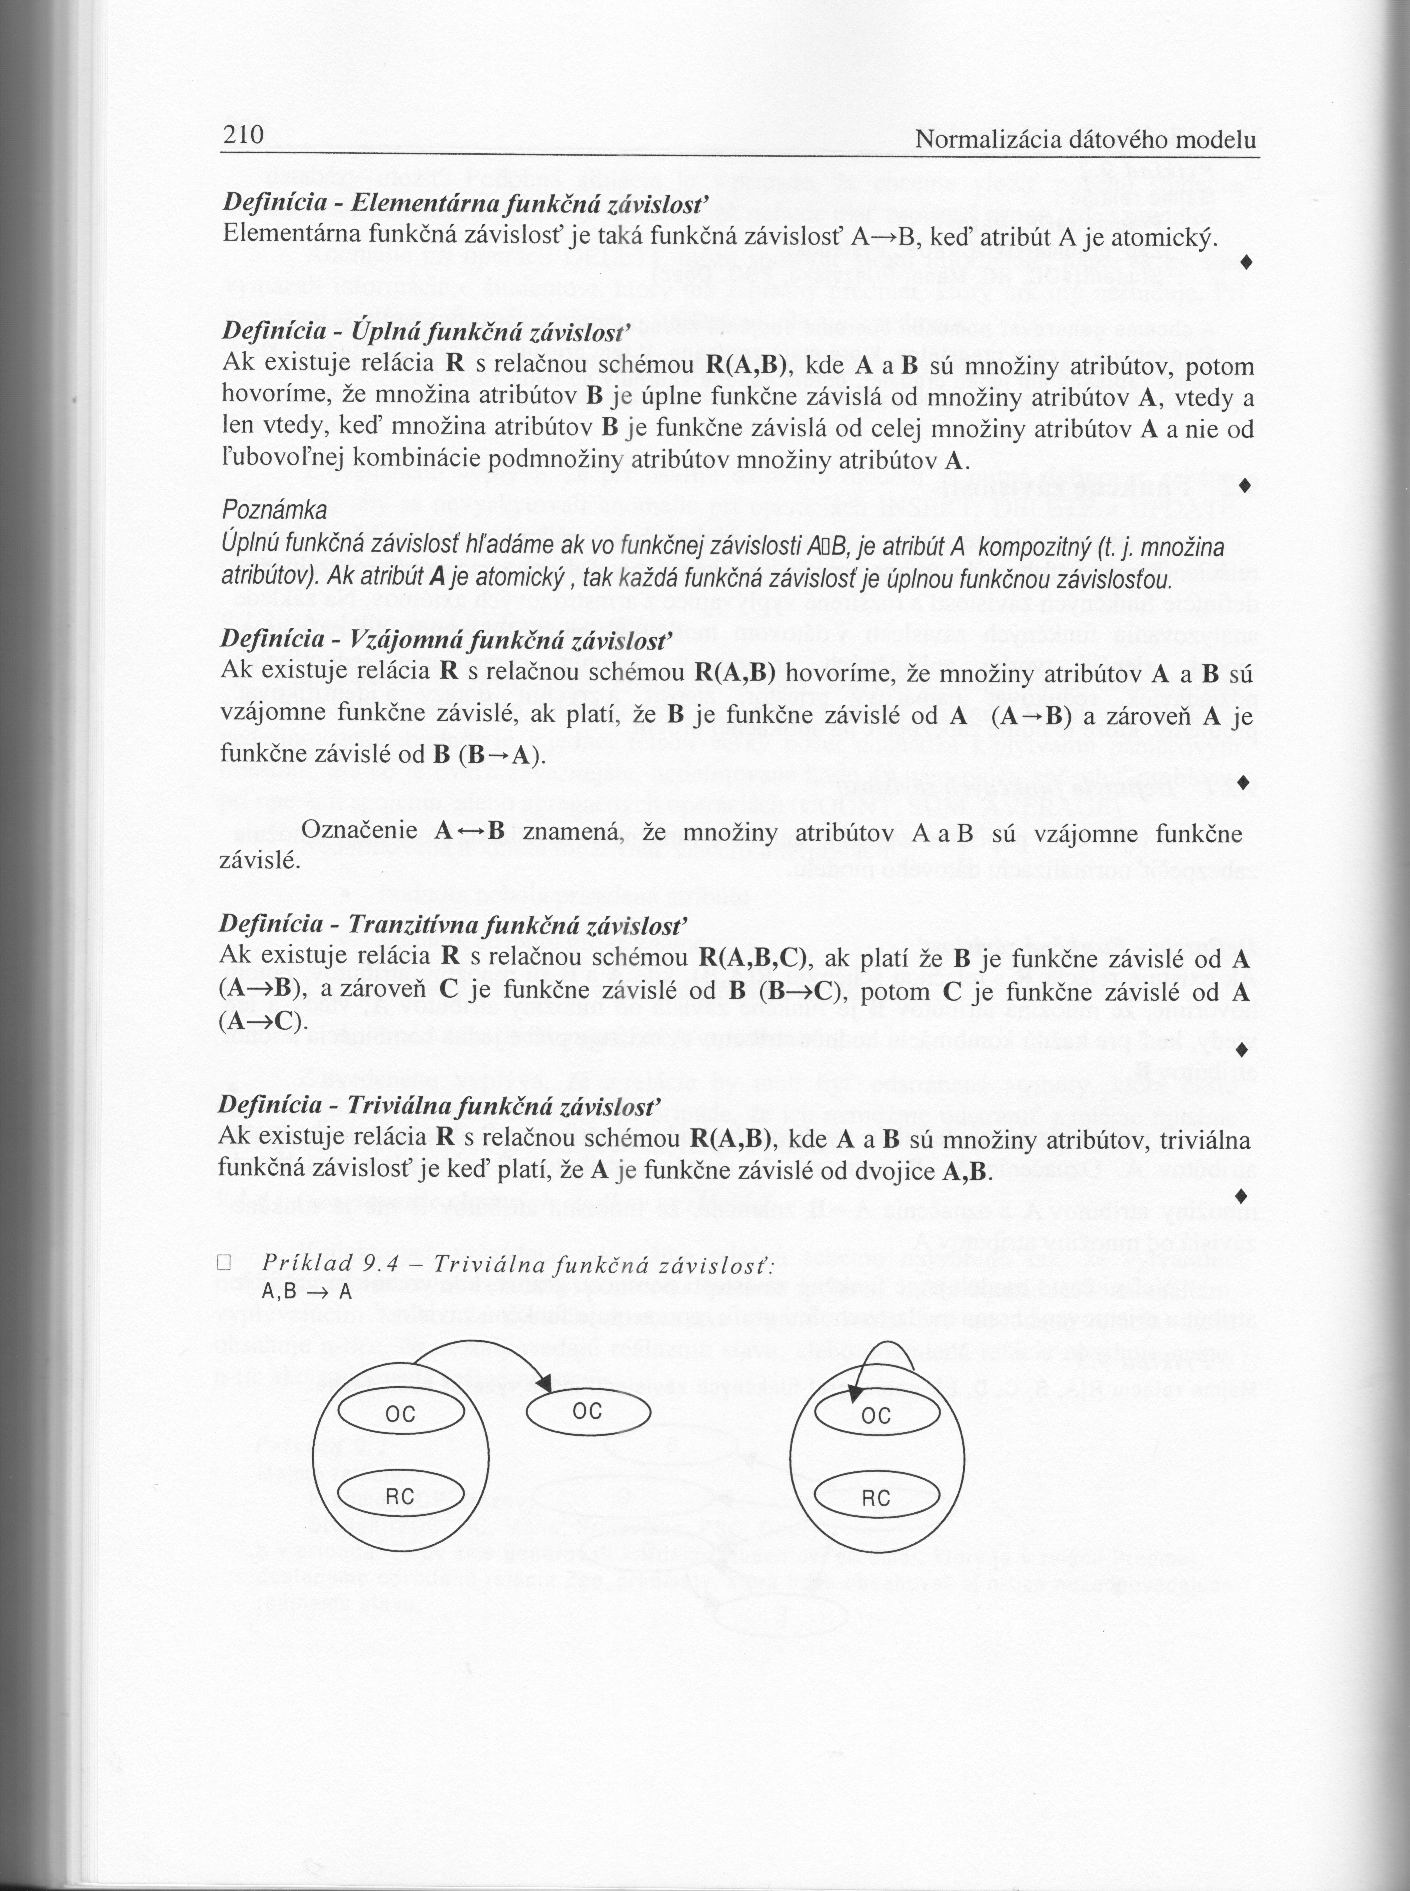 210 Normalizácia dátového modelu
Definícia - Elementárna funkčná závislosť
Elementárna funkčná závislosť je taká funkčná závislosť A→B, keď atribút A je atomický.
♦
Definícia - Úplná funkčná závislosť
Ak existuje relácia R s relačnou schémou R(A,B), kde A a B sú množiny atribútov, potom
hovoríme, že množina atribútov B je úplne funkčne závislá od množiny atribútov A, vtedy a
len vtedy, keď množina atribútov B je funkčne závislá od celej množiny atribútov A a nie od
ľubovoľnej kombinácie podmnožiny atribútov množiny atribútov A.
♦
Poznámka
Úplnú funkčná závislosť hľadáme ak vo funkčnej závislosti A▯B, je atribút A kompozitný (t. j. množina
atribútov). Ak atribút A je atomický , tak každá funkčná závislosť je úplnou funkčnou závislosťou.
Definícia - Vzájomná funkčná závislosť
Ak existuje relácia R s relačnou schémou R(A,B) hovoríme, že množiny atribútov A a B sú
vzájomne funkčne závislé, ak platí, že B je funkčne závislé od A (A→B) a zároveň A je
funkčne závislé od B (B→A).
♦
Označenie A↔B znamená, že množiny atribútov A a B sú vzájomne funkčne
závislé.
Definícia - Tranzitívna funkčná závislosť
Ak existuje relácia R s relačnou schémou R(A,B,C), ak platí že B je funkčne závislé od A
(A→B), a zároveň C je funkčne závislé od B (B→C), potom C je funkčne závislé od A
(A→C).
♦
Definícia - Triviálna funkčná závislosť
Ak existuje relácia R s relačnou schémou R(A,B), kde A a B sú množiny atribútov, triviálna
funkčná závislosť je keď platí, že A je funkčne závislé od dvojice A,B.
♦
□ Príklad 9.4 – Triviálna funkčná závislosť:
A,B → A
OC OC OC
RC RC